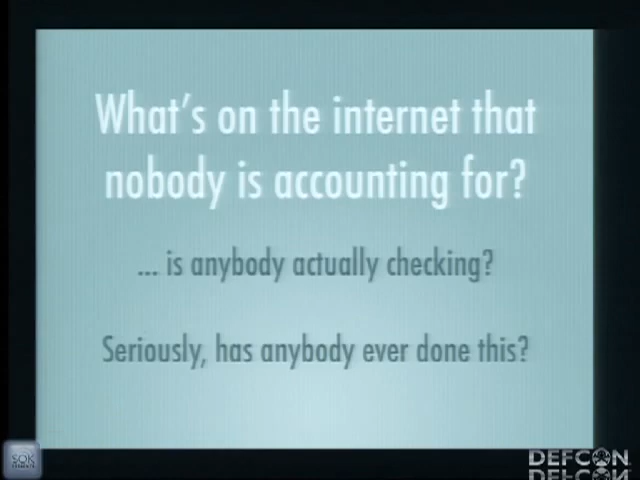 What's on the internet that
nobody is accounting for?
... is anybody actually checking?
Seriously, has anybody ever done this?
SOK
DEFCON